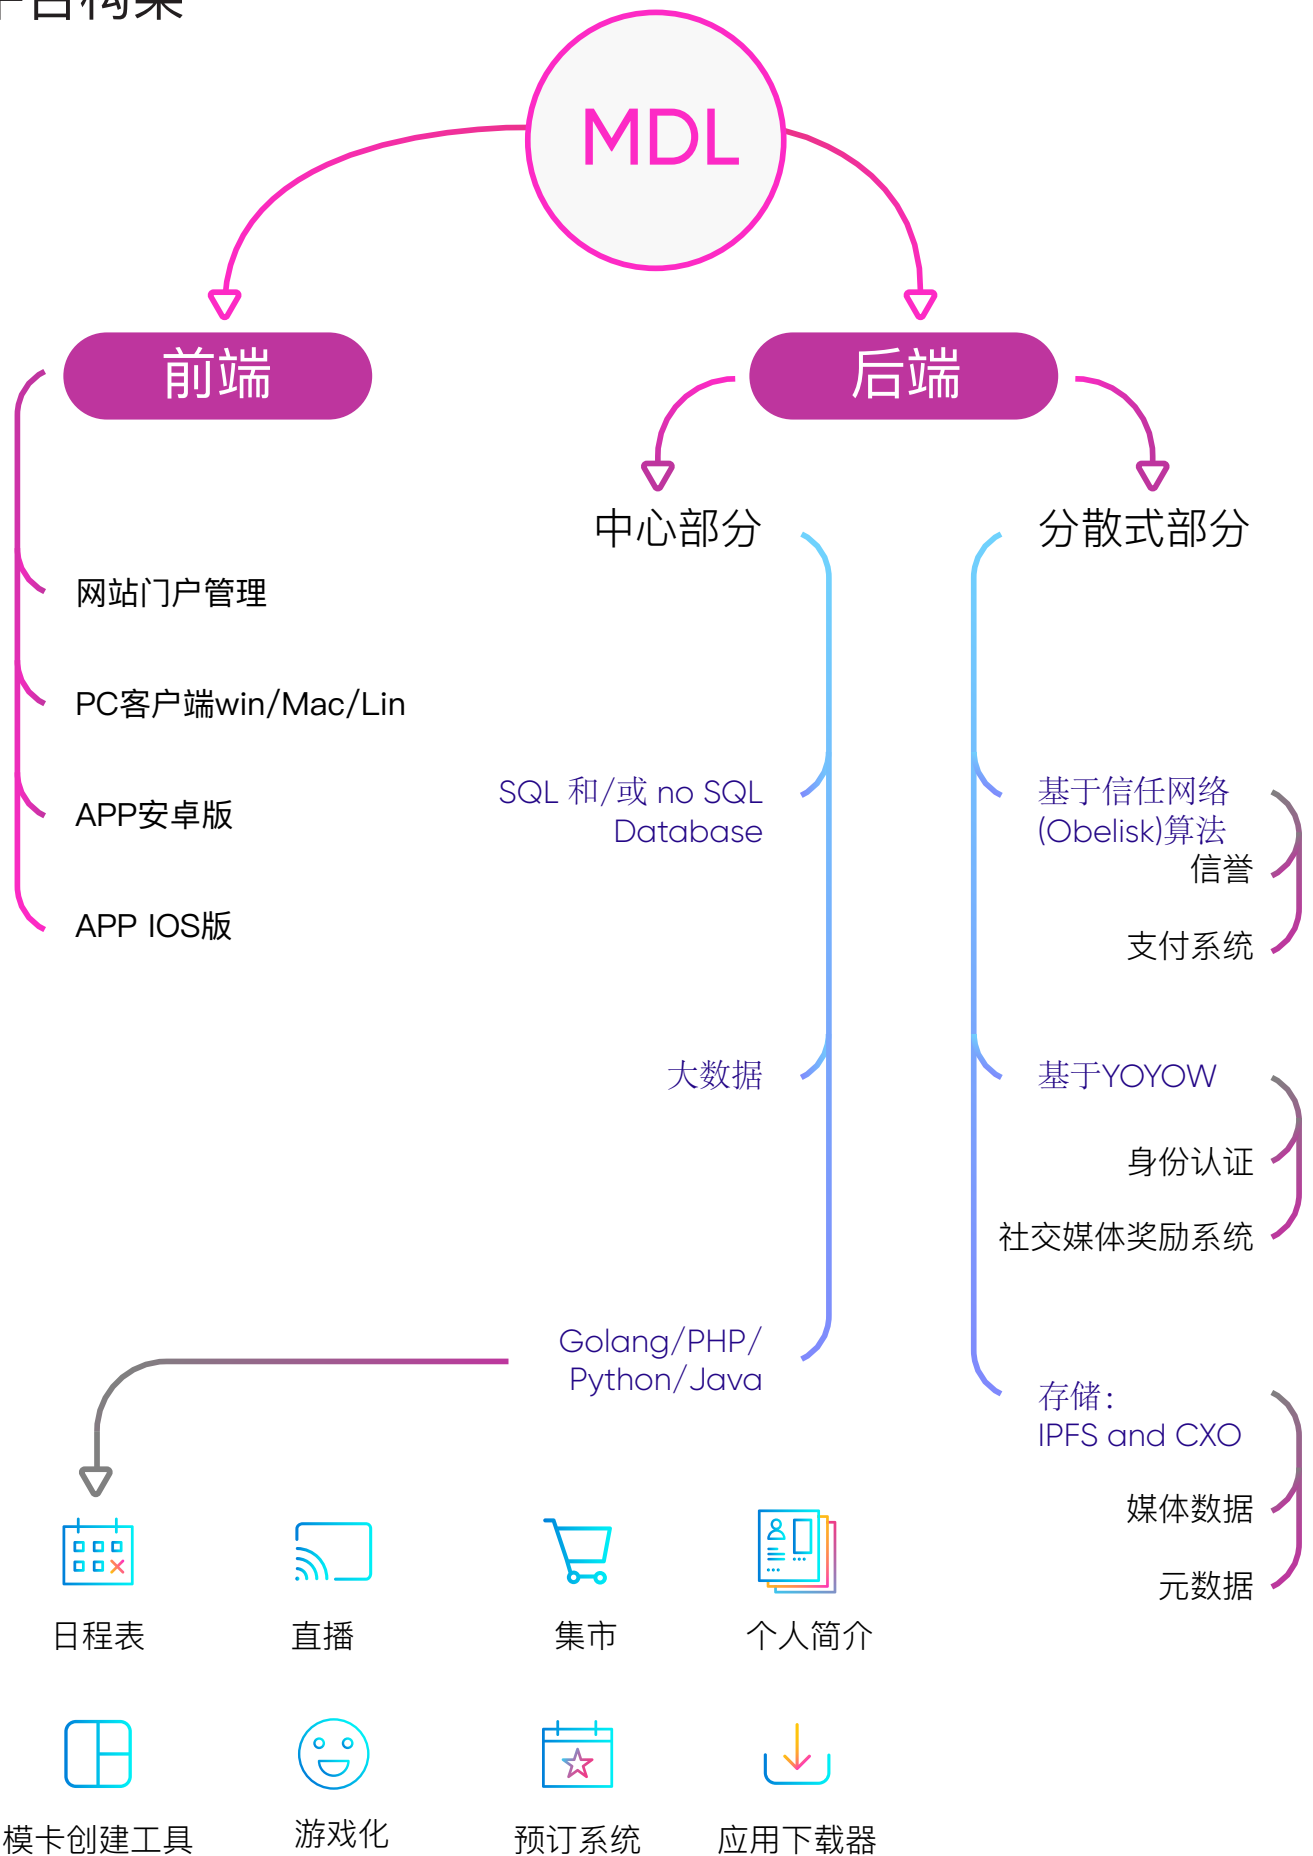 平台构架
MDL
前端
后端
网站门户管理
PC客户端win/Mac/Lin
APP安卓版
APP IOS版
中心部分
SQL 和/或 no SQL
Database
大数据
Golang/PHP/
Python/Java
分散式部分
基于信任网络
(Obelisk)算法
信誉
支付系统
基于YOYOW
身份认证
社交媒体奖励系统
存储：
IPFS and CXO
媒体数据
元数据
日程表
直播
集市
个人简介
模卡创建工具
游戏化
预订系统
应用下载器